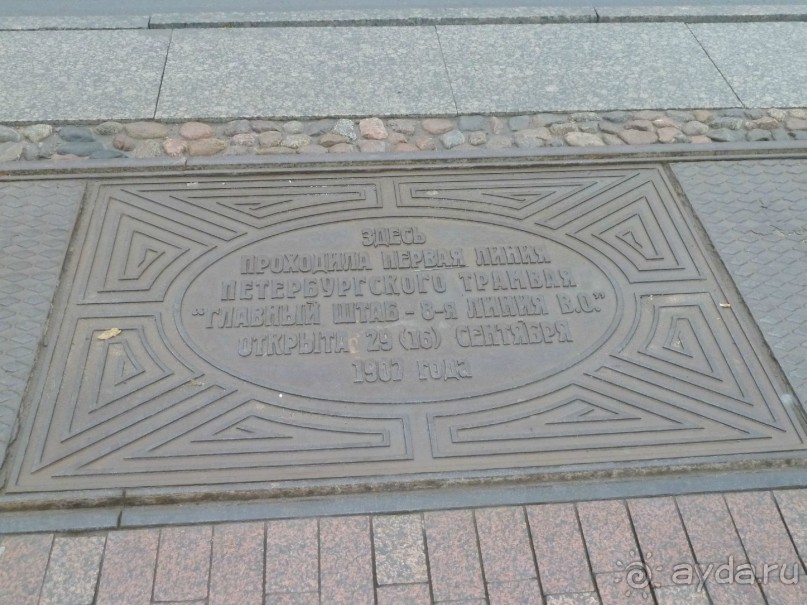 ЗДЕСЬ
ПРОХОДИЛА ПЕРВАЯ ЛИНИЯ
ПЕТЕРБУРГСКОГО ТРАМВАЯ
"ГЛАВНЫЙ ШТАБ - 8-Я ЛИНИЯ В.О."
ОТКРЫТА 29 (16) СЕНТЯБРЯ
1907 ГОДА
ayda.ru